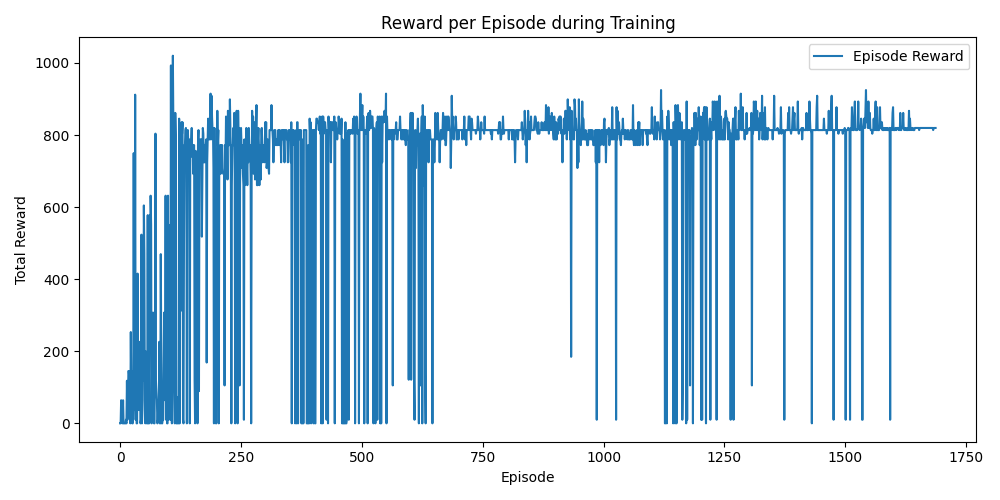 Reward per Episode during Training
Episode Reward
Total Reward
1000
800
600
400
200
0
0 250 500 750 1000 1250 1500 1750
Episode